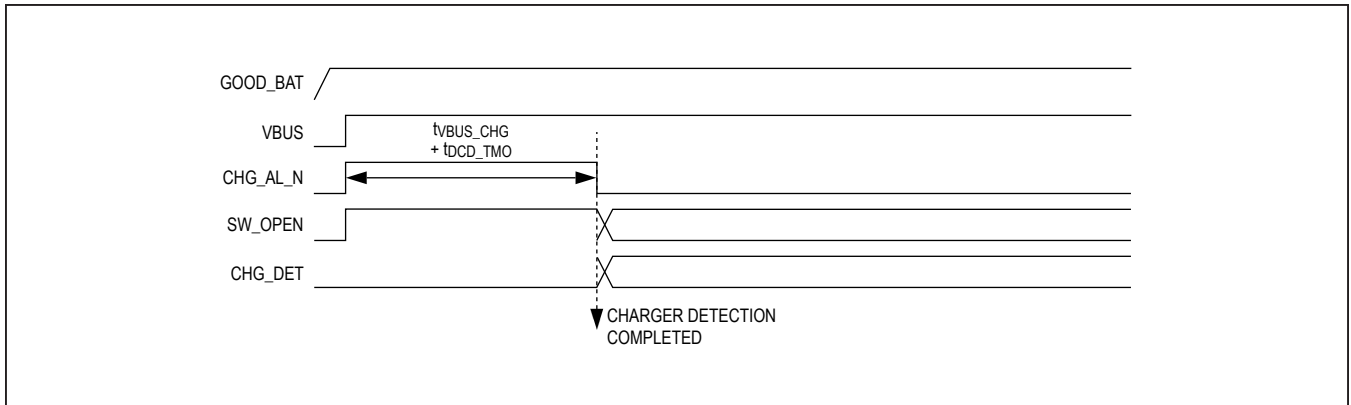 GOOD_BAT
VBUS
tVBUS_CHG
+ tDCD_TMO
CHG_AL_N
SW_OPEN
CHG_DET
CHARGER DETECTION
COMPLETED